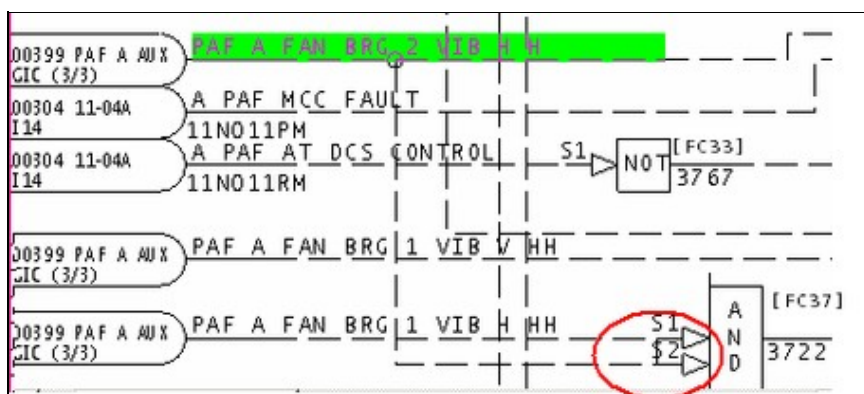 00399 PAF A AUX
GIC (3/3)
PAF A FAN BRG 2 VIB H H
00304 11-04A
I14
A PAF MCC FAULT
11NO11PM
00304 11-04A
I14
A PAF AT DCS CONTROL
11NO11RM
S1
NOT
[FC33]
3767
00399 PAF A AUX
GIC (3/3)
PAF A FAN BRG 1 VIB V HH
00399 PAF A AUX
GIC (3/3)
PAF A FAN BRG 1 VIB H HH
S1
S2
AND
[FC37]
3722